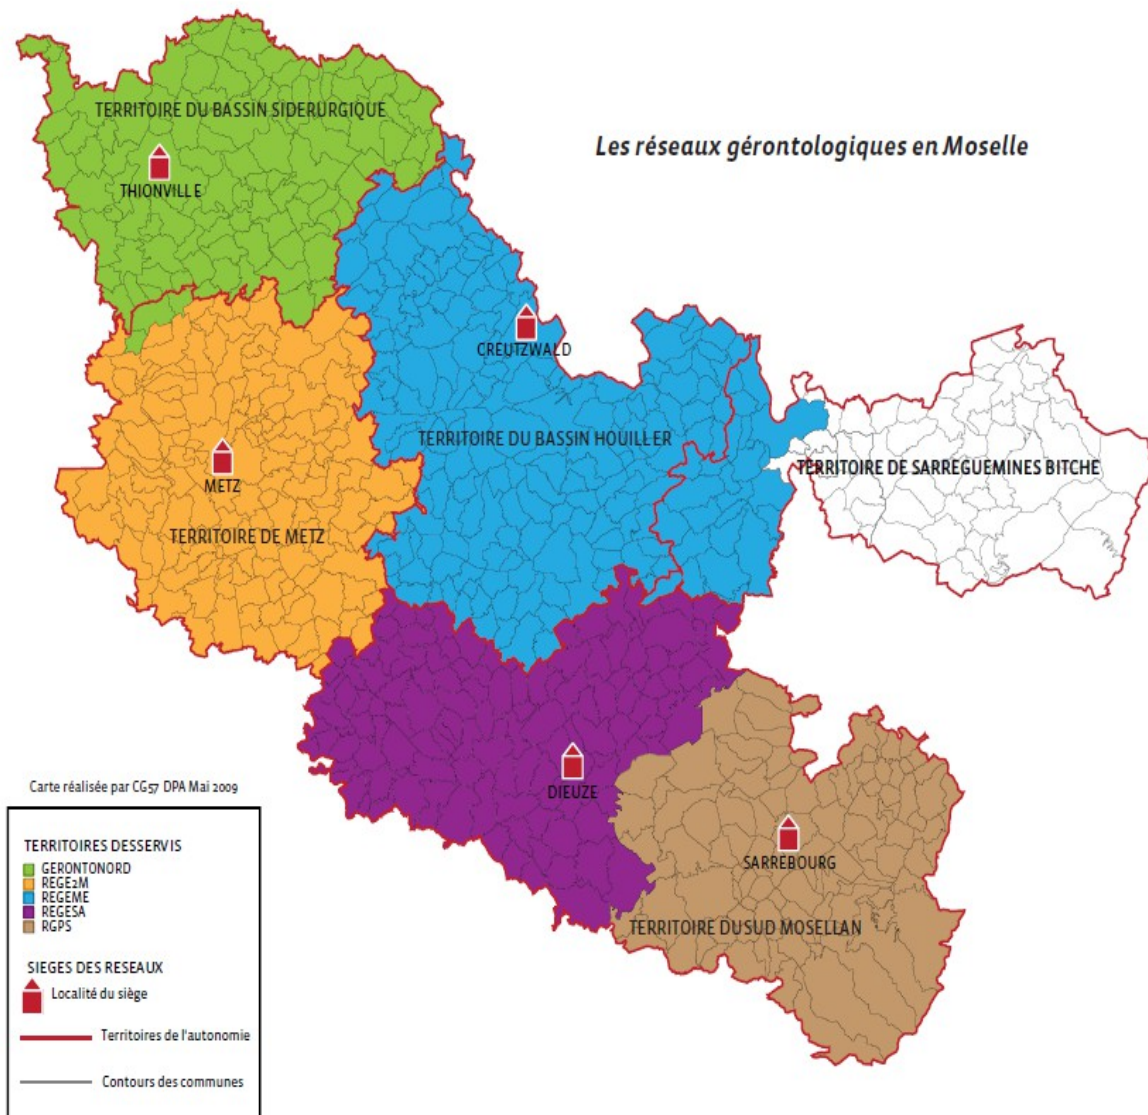 Les réseaux gérontologiques en Moselle
TERRITOIRE DU BASSIN SIDERURGIQUE
THIONVILLE
CREUTZWALD
TERRITOIRE DU BASSIN HOUILLER
TERRITOIRE DE SARREGUEMINES BITCHE
METZ
TERRITOIRE DE METZ
DIEUZE
SARREBOURG
TERRITOIRE DU SUD MOSELLAN
Carte réalisée par CG57 DPA Mai 2009
TERRITOIRES DESSERVIS
GERONTONORD
REGE2M
REGEME
REGESA
RGPS
SIEGES DES RESEAUX
Localité du siège
Territoires de l'autonomie
Contours des communes